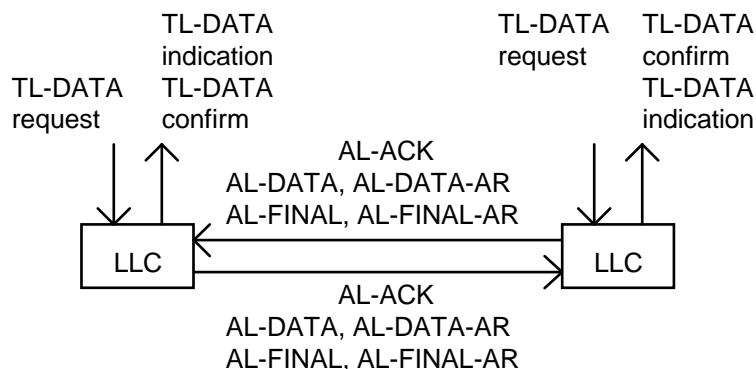 TL-DATA
indication
TL-DATA
request
TL-DATA
confirm
TL-DATA
request
TL-DATA
confirm
TL-DATA
indication
AL-ACK
AL-DATA, AL-DATA-AR
AL-FINAL, AL-FINAL-AR
LLC
LLC
AL-ACK
AL-DATA, AL-DATA-AR
AL-FINAL, AL-FINAL-AR